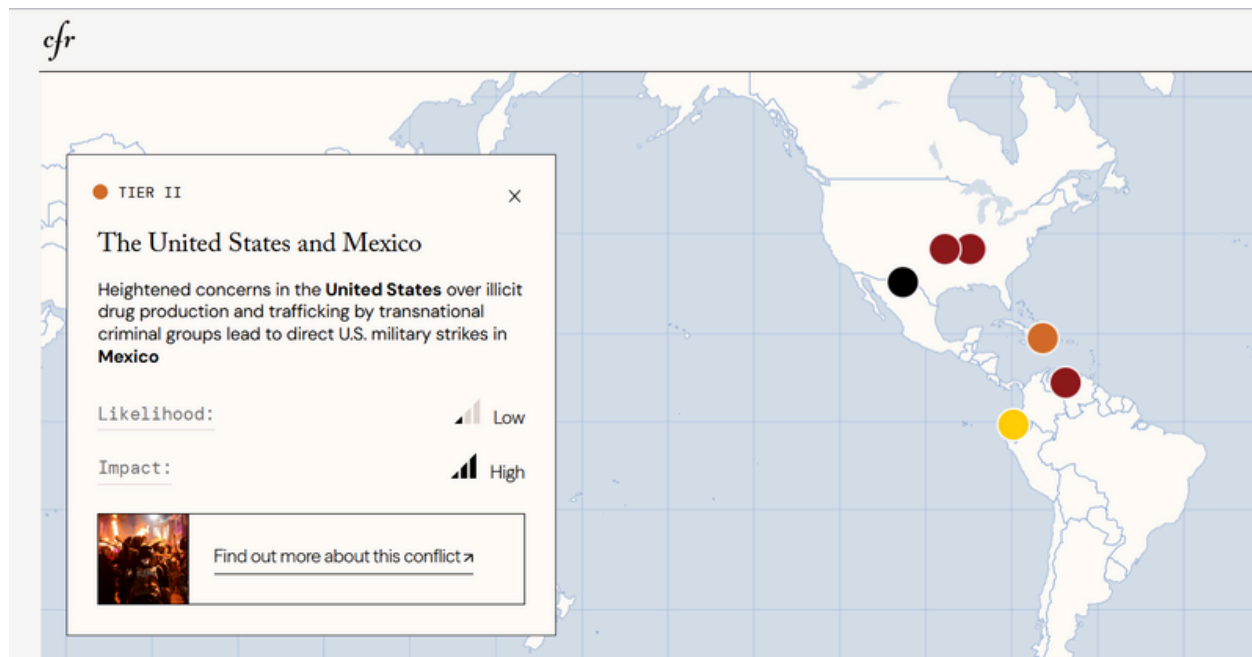 cfr
TIER II
The United States and Mexico
Heightened concerns in the United States over illicit
drug production and trafficking by transnational
criminal groups lead to direct U.S. military strikes in
Mexico
Likelihood:
Low
Impact:
High
Find out more about this conflict